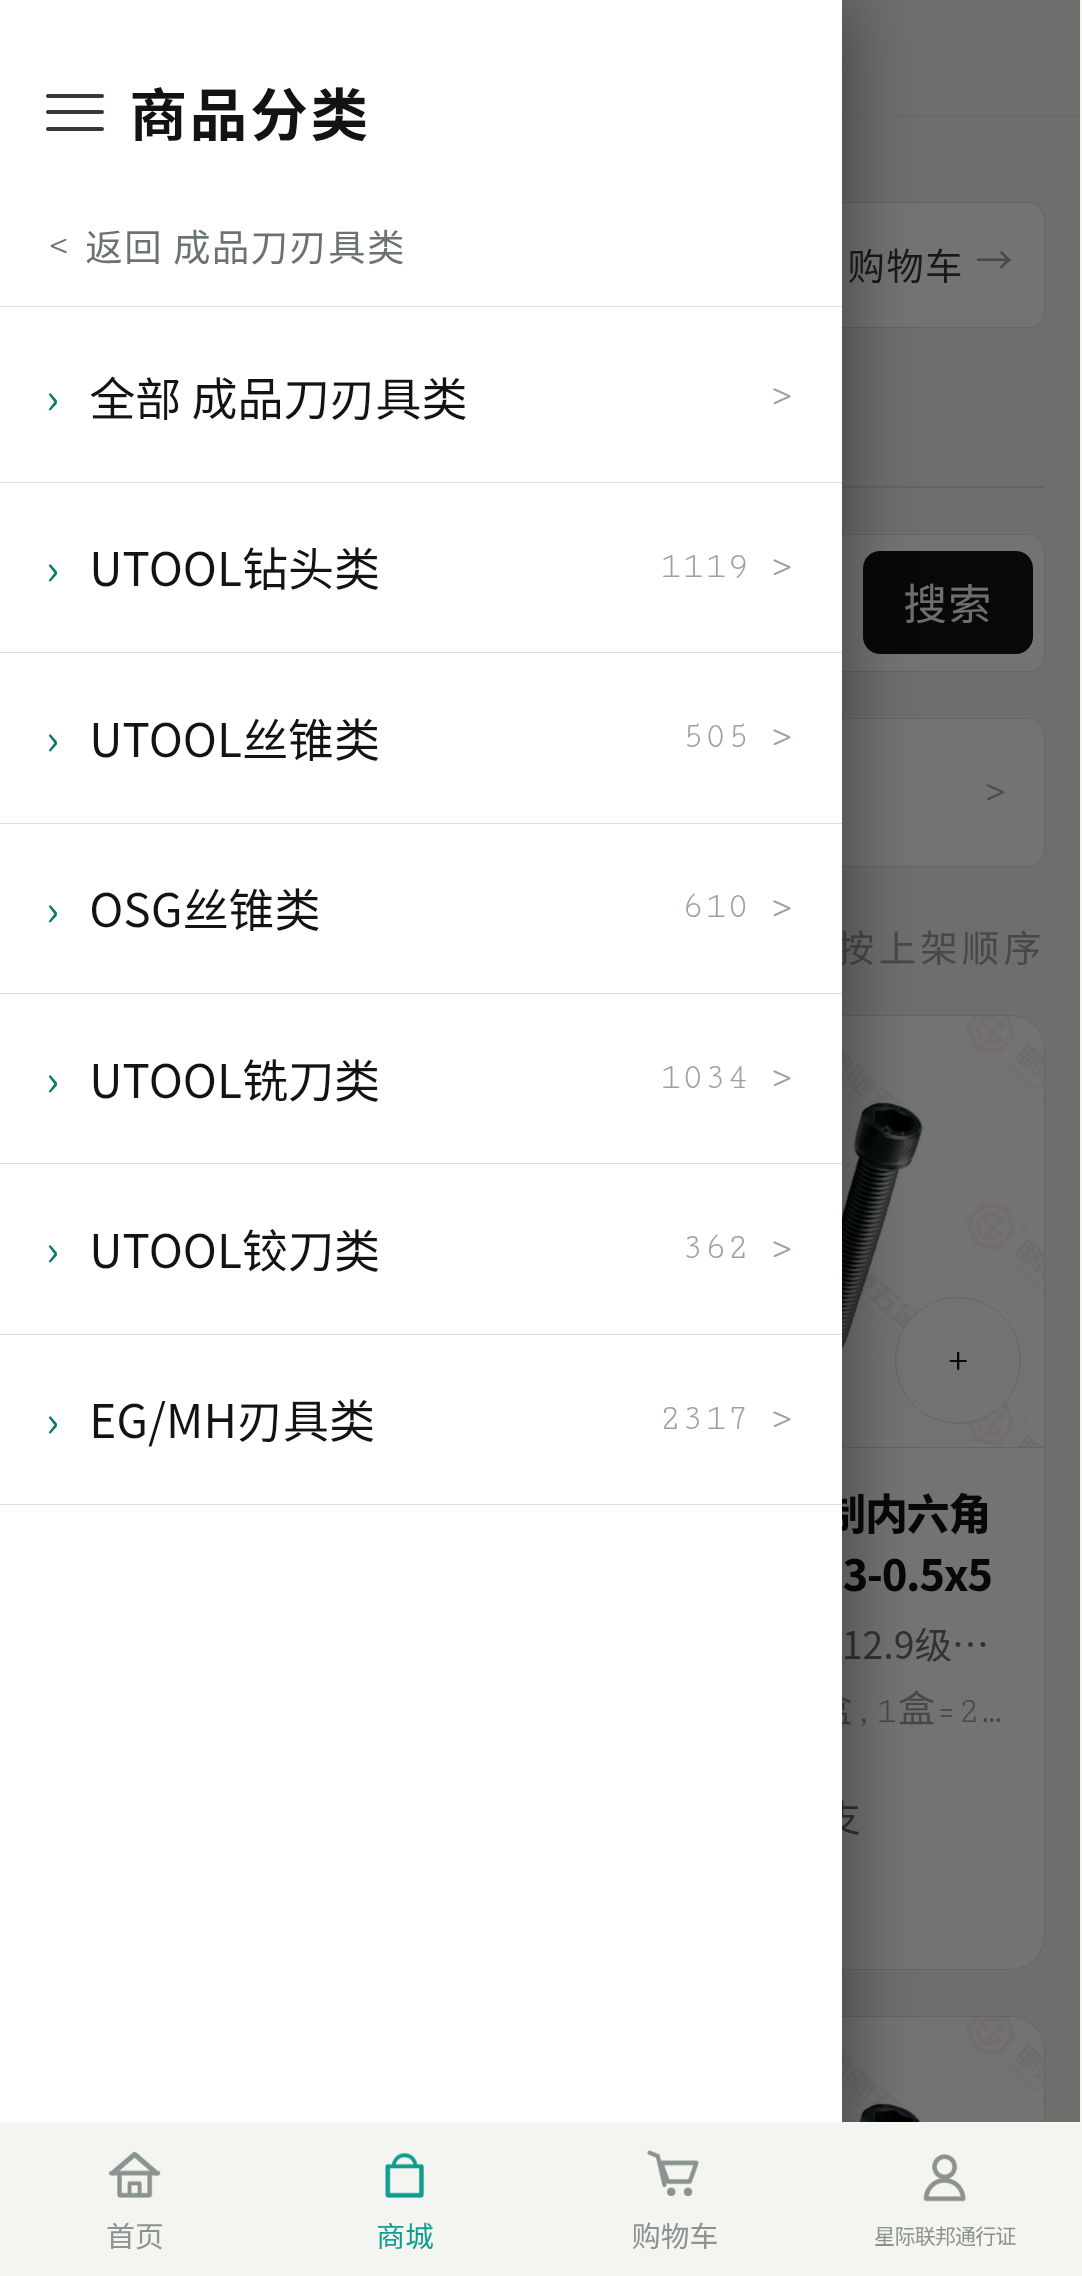 商品分类
< 返回 成品刀刃具类
购物车 →
› 全部 成品刀刃具类 >
› UTOOL钻头类 1119 >
搜索
› UTOOL丝锥类 505 >
>
› OSG丝锥类 610 >
按上架顺序
› UTOOL铣刀类 1034 >
› UTOOL铰刀类 362 >
+
› EG/MH刃具类 2317 >
制内六角
3-0.5x5
12.9级…
盒,1盒=2…
支
首页
商城
购物车
星际联邦通行证